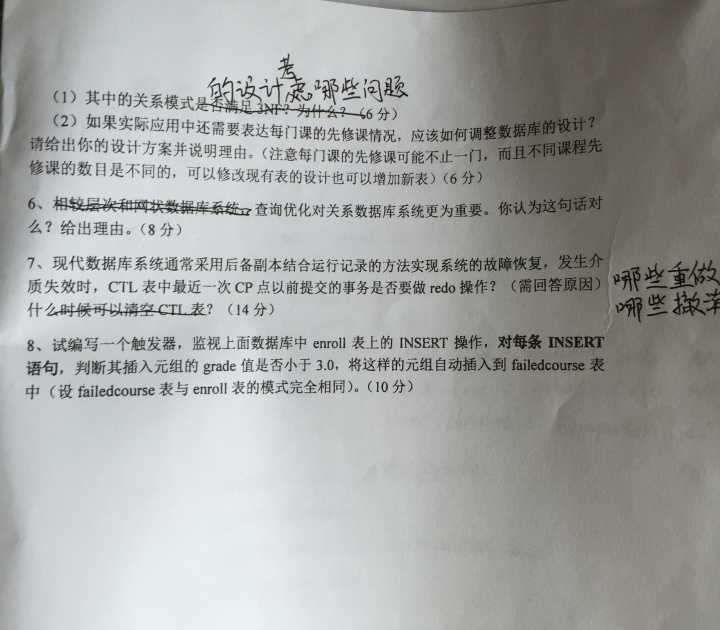 考
的设计虑哪些问题
（1）其中的关系模式是否满足3NF？为什么？（6 分）
（2）如果实际应用中还需要表达每门课的先修课情况，应该如何调整数据库的设计？
请给出你的设计方案并说明理由。（注意每门课的先修课可能不止一门，而且不同课程先
修课的数目是不同的，可以修改现有表的设计也可以增加新表）（6 分）
6、相较层次和网状数据库系统，查询优化对关系数据库系统更为重要。你认为这句话对
么？给出理由。（8 分）
7、现代数据库系统通常采用后备副本结合运行记录的方法实现系统的故障恢复，发生介
质失效时，CTL 表中最近一次 CP 点以前提交的事务是否要做 redo 操作？（需回答原因）
什么时候可以清空 CTL 表？（14 分）
哪些重做
哪些撤消
8、试编写一个触发器，监视上面数据库中 enroll 表上的 INSERT 操作，对每条 INSERT
语句，判断其插入元组的 grade 值是否小于 3.0，将这样的元组自动插入到 failedcourse 表
中（设 failedcourse 表与 enroll 表的模式完全相同）。（10 分）